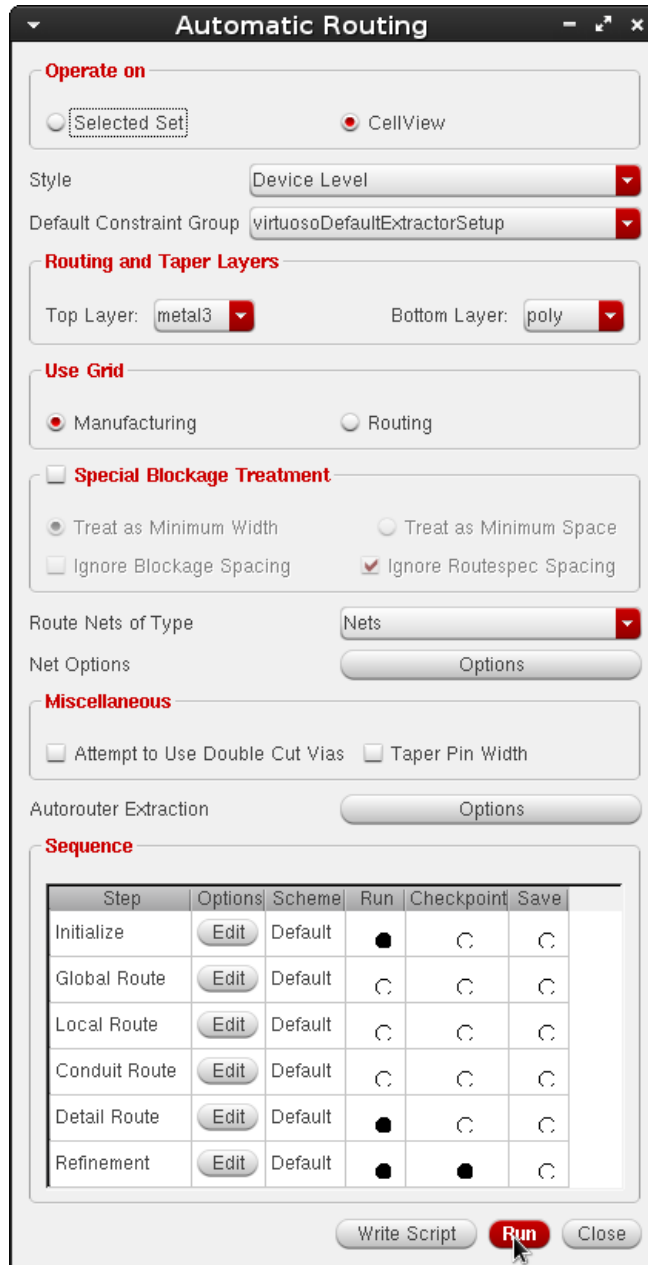 Automatic Routing
Operate on
Selected Set CellView
Style Device Level
Default Constraint Group virtuosoDefaultExtractorSetup
Routing and Taper Layers
Top Layer: metal3 Bottom Layer: poly
Use Grid
Manufacturing Routing
Special Blockage Treatment
Treat as Minimum Width Treat as Minimum Space
Ignore Blockage Spacing Ignore Routespec Spacing
Route Nets of Type Nets
Net Options Options
Miscellaneous
Attempt to Use Double Cut Vias Taper Pin Width
Autorouter Extraction Options
Sequence
Step Options Scheme Run Checkpoint Save
Initialize Edit Default
Global Route Edit Default
Local Route Edit Default
Conduit Route Edit Default
Detail Route Edit Default
Refinement Edit Default
Write Script Run Close